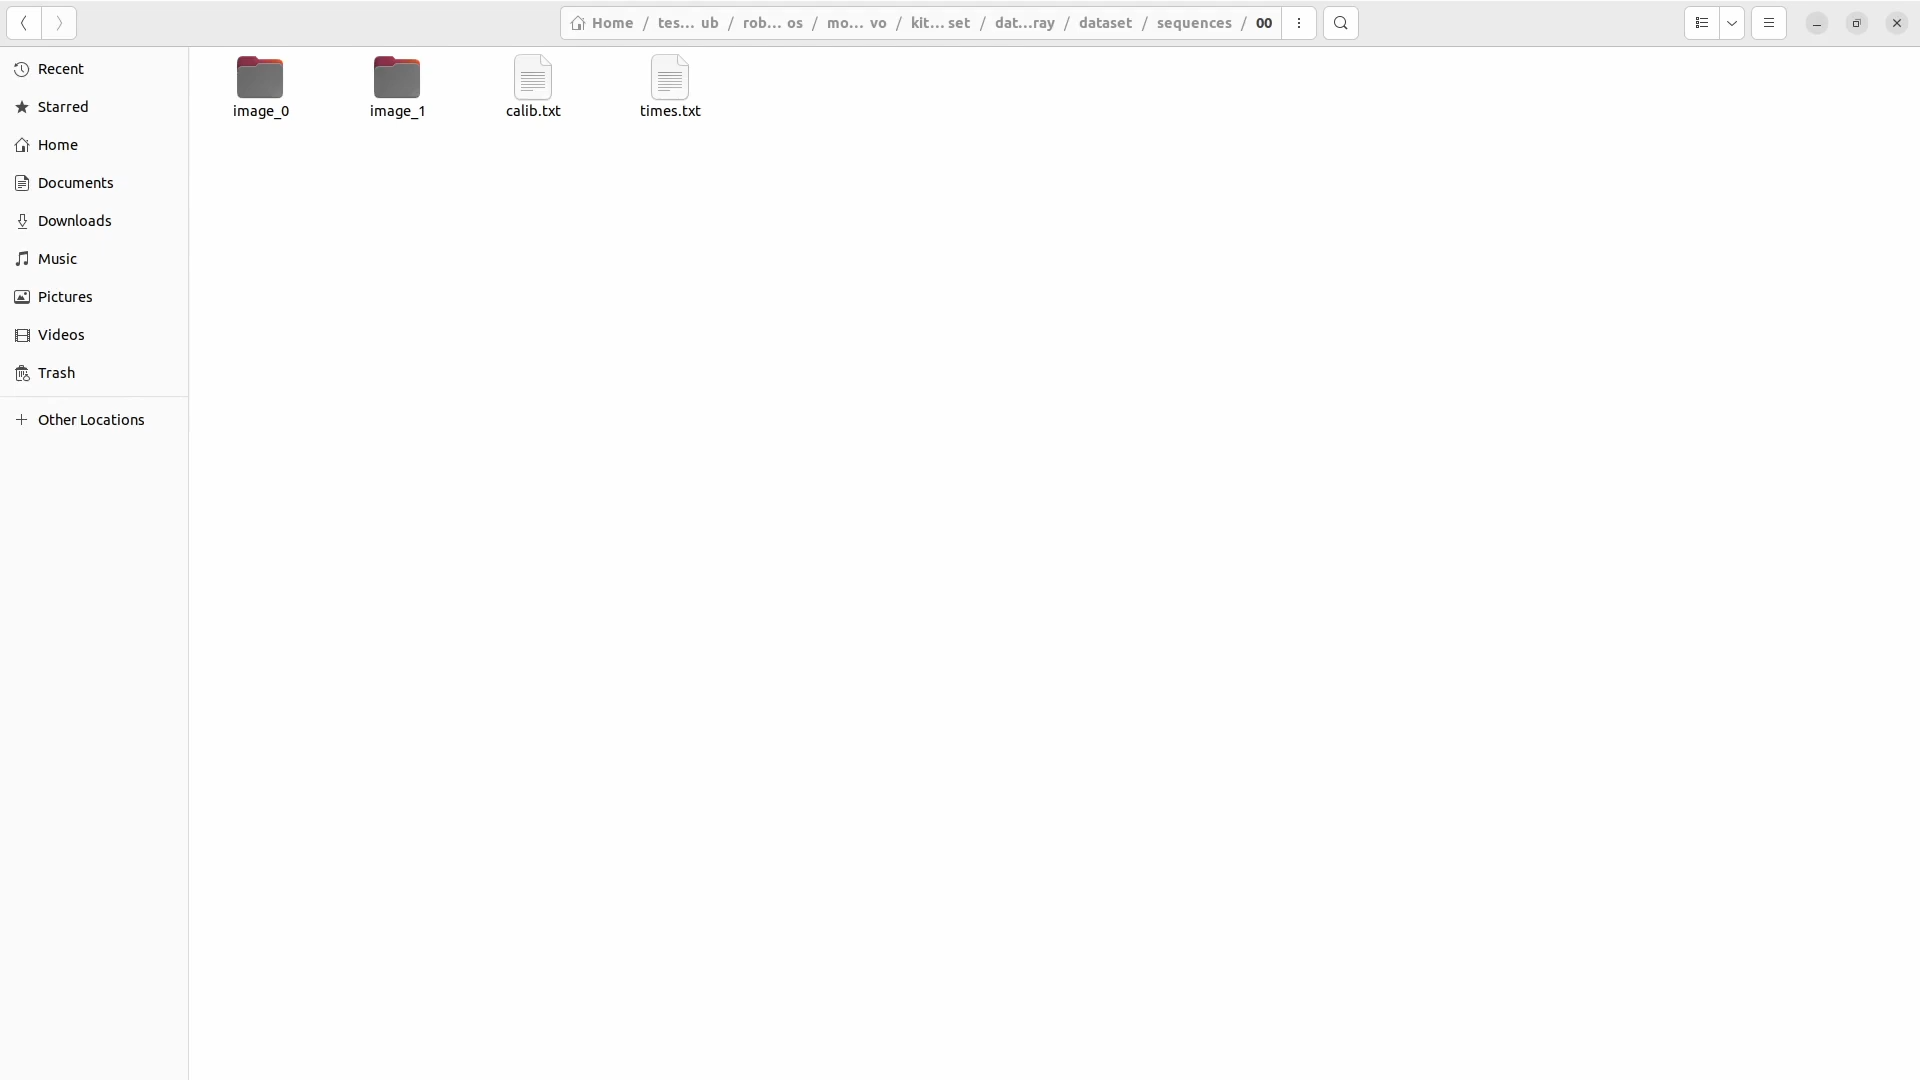 Home / tes... ub / rob... os / mo... vo / kit... set / dat...ray / dataset / sequences / 00
Recent
Starred
Home
Documents
Downloads
Music
Pictures
Videos
Trash
Other Locations
image_0
image_1
calib.txt
times.txt